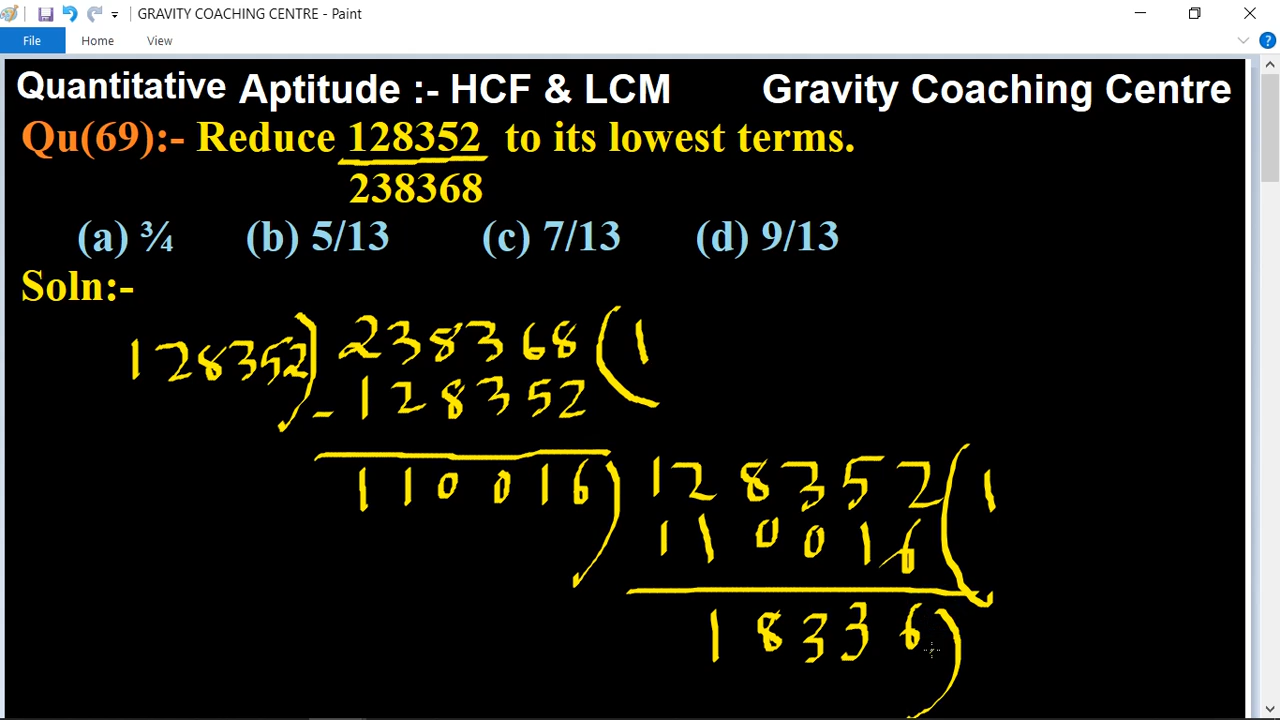 GRAVITY COACHING CENTRE - Paint
File Home View
Quantitative Aptitude :- HCF & LCM Gravity Coaching Centre
Qu(69):- Reduce 128352 to its lowest terms.
238368
(a) ¾ (b) 5/13 (c) 7/13 (d) 9/13
Soln:-
128352) 238368 (1
- 128352
110016) 128352 (1
110016
18336)